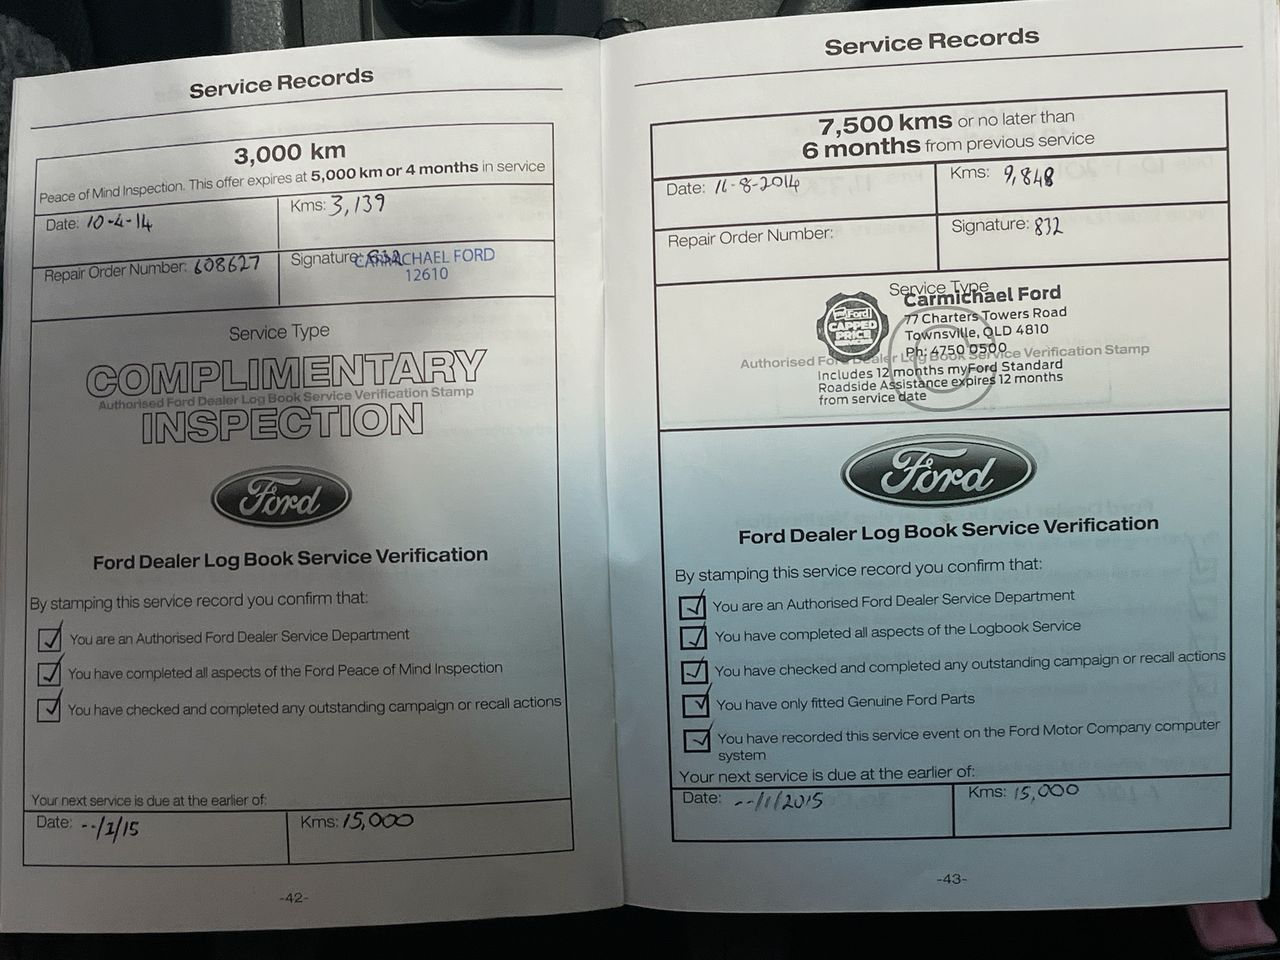 Service Records
3,000 km
Peace of Mind Inspection. This offer expires at 5,000 km or 4 months in service
Date: 10-4-14
Kms: 3,139
Repair Order Number: 608627
Signature: 832
CARMICHAEL FORD
12610
Service Type
COMPLIMENTARY
Authorised Ford Dealer Log Book Service Verification Stamp
INSPECTION
Ford
Ford Dealer Log Book Service Verification
By stamping this service record you confirm that:
You are an Authorised Ford Dealer Service Department
You have completed all aspects of the Ford Peace of Mind Inspection
You have checked and completed any outstanding campaign or recall actions
Your next service is due at the earlier of:
Date: --/1/15
Kms: 15,000
-42-
Service Records
7,500 kms or no later than
6 months from previous service
Date: 11-8-2014
Kms: 9,848
Repair Order Number:
Signature: 832
Service Type
Carmichael Ford
77 Charters Towers Road
Townsville, QLD 4810
Ph: 4750 0500
Ford
CAPPED
PRICE
Authorised Ford Dealer Log Book Service Verification Stamp
Includes 12 months myFord Standard
Roadside Assistance expires 12 months
from service date
Ford
Ford Dealer Log Book Service Verification
By stamping this service record you confirm that:
You are an Authorised Ford Dealer Service Department
You have completed all aspects of the Logbook Service
You have checked and completed any outstanding campaign or recall actions
You have only fitted Genuine Ford Parts
You have recorded this service event on the Ford Motor Company computer
system
Your next service is due at the earlier of:
Date: --/1/2015
Kms: 15,000
-43-